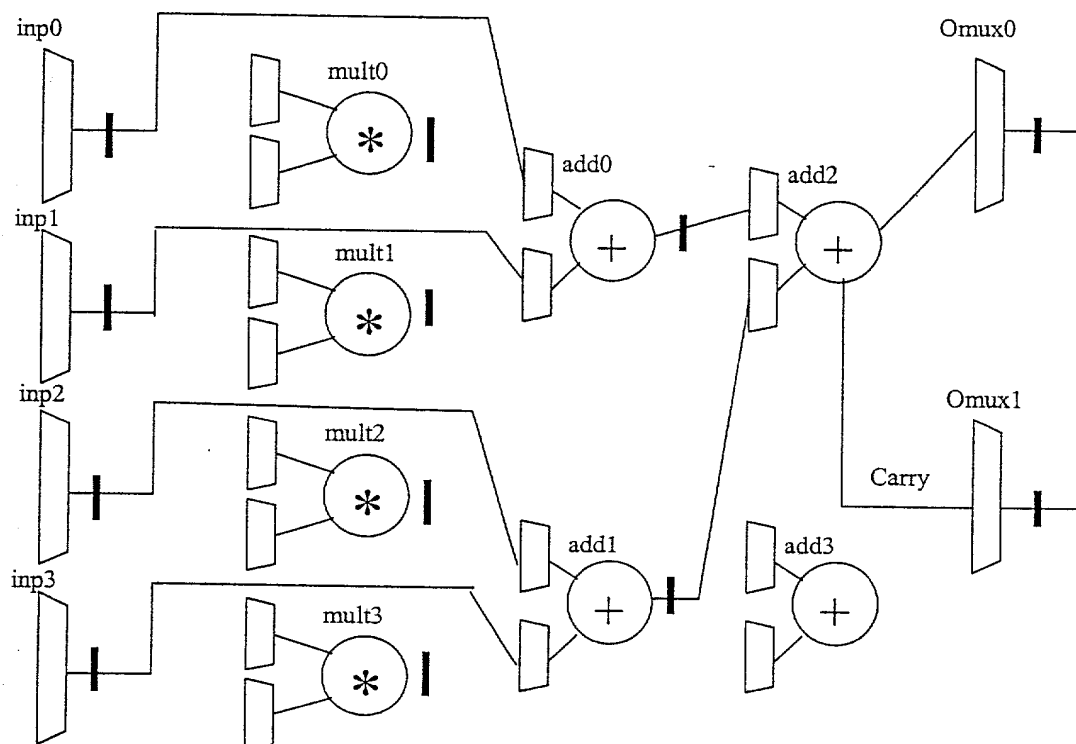 inp0
Omux0
mult0
*
add0
add2
inp1
+
+
mult1
*
inp2
Omux1
mult2
*
Carry
inp3
add1
add3
+
+
mult3
*